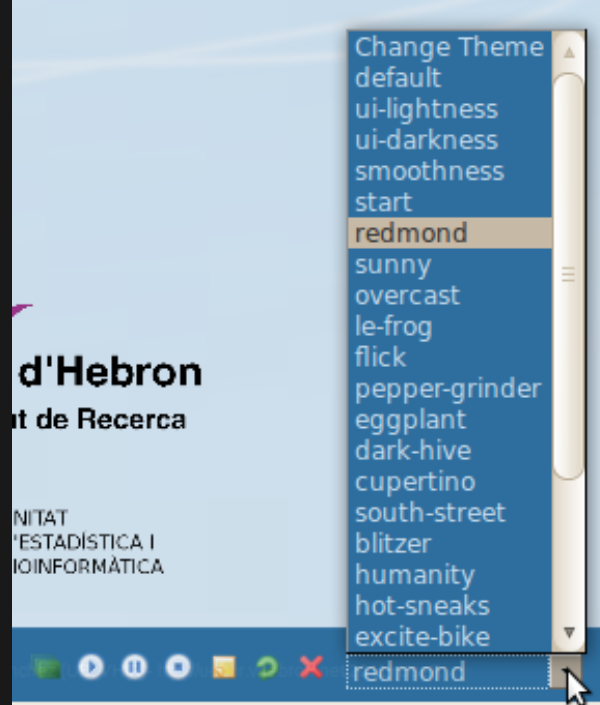 Change Theme
default
ui-lightness
ui-darkness
smoothness
start
redmond
sunny
overcast
le-frog
flick
pepper-grinder
eggplant
dark-hive
cupertino
south-street
blitzer
humanity
hot-sneaks
excite-bike
d'Hebron
ut de Recerca
NITAT
'ESTADÍSTICA I
IOINFORMÀTICA
redmond